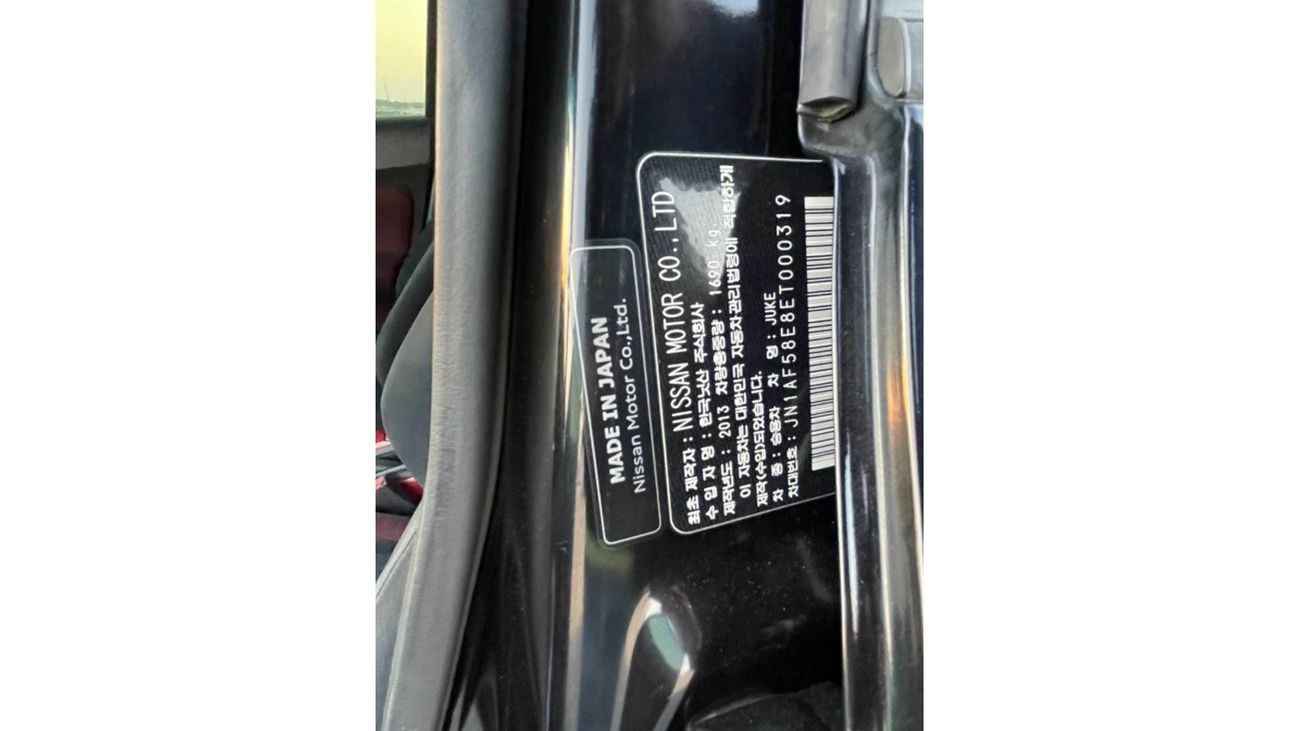 MADE IN JAPAN
Nissan Motor Co.,Ltd.
최초 제작자 : NISSAN MOTOR CO., LTD
수 입 자 명 : 한국닛산 주식회사
제작년도 : 2013 차량총중량 : 1690 kg.
이 자동차는 대한민국 자동차관리법령에 적합하게
제작(수입)되었습니다.
차 종 : 승용차 차 명 : JUKE
차대번호 : JN1AF58E8ET000319